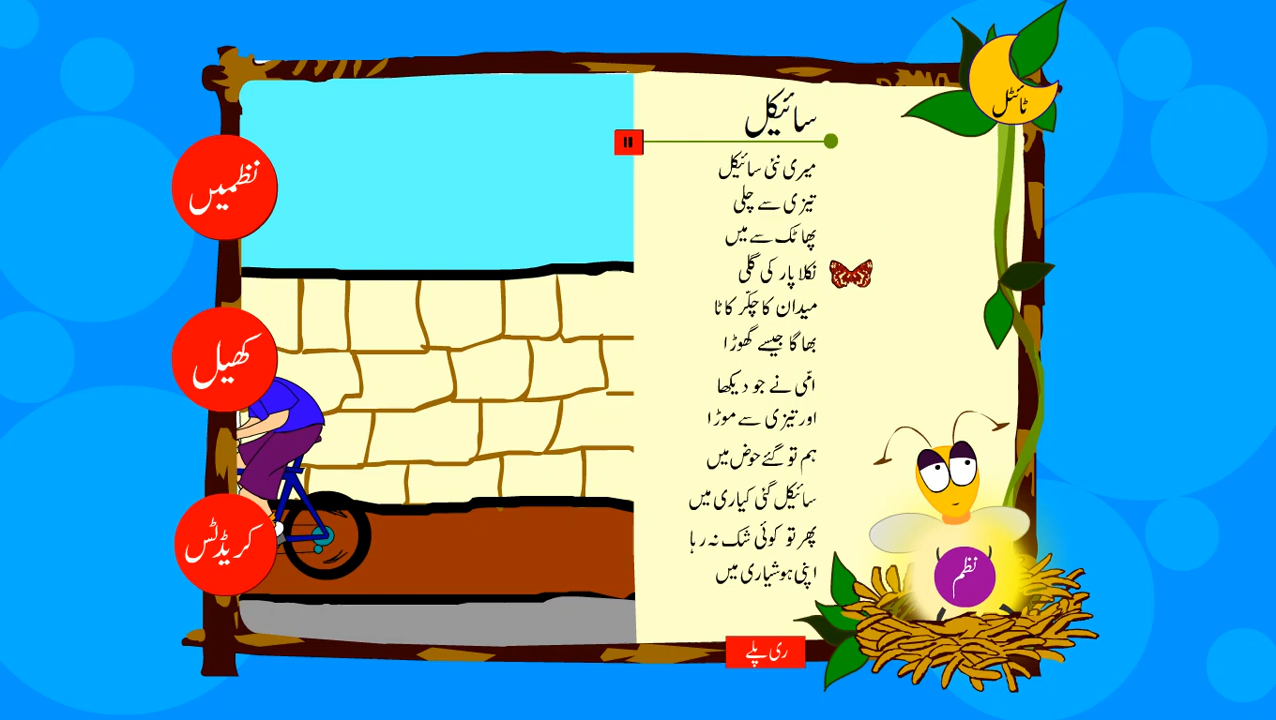 ٹائٹل
سائیکل
میری نئی سائیکل
تیزی سے چلی
پھاٹک سے میں
نکلا پار کی گلی
میدان کا چکّر کاٹا
بھاگا جیسے گھوڑا
امّی نے جو دیکھا
اور تیزی سے موڑا
ہم تو گئے حوض میں
سائیکل گئی کیاری میں
پھر تو کوئی شک نہ رہا
اپنی ہوشیاری میں
نظمیں
کھیل
کریڈٹس
نظم
ری پلے